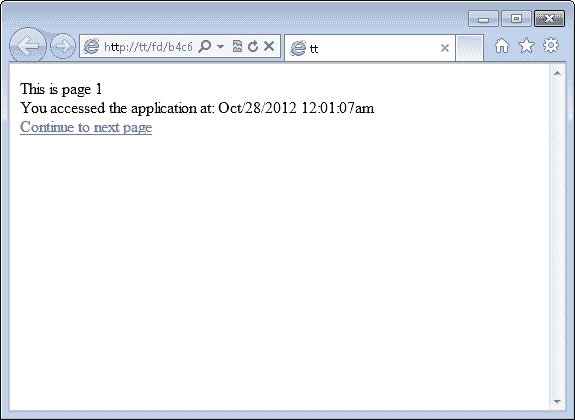 http://tt/fd/b4c6
tt
This is page 1
You accessed the application at: Oct/28/2012 12:01:07am
Continue to next page